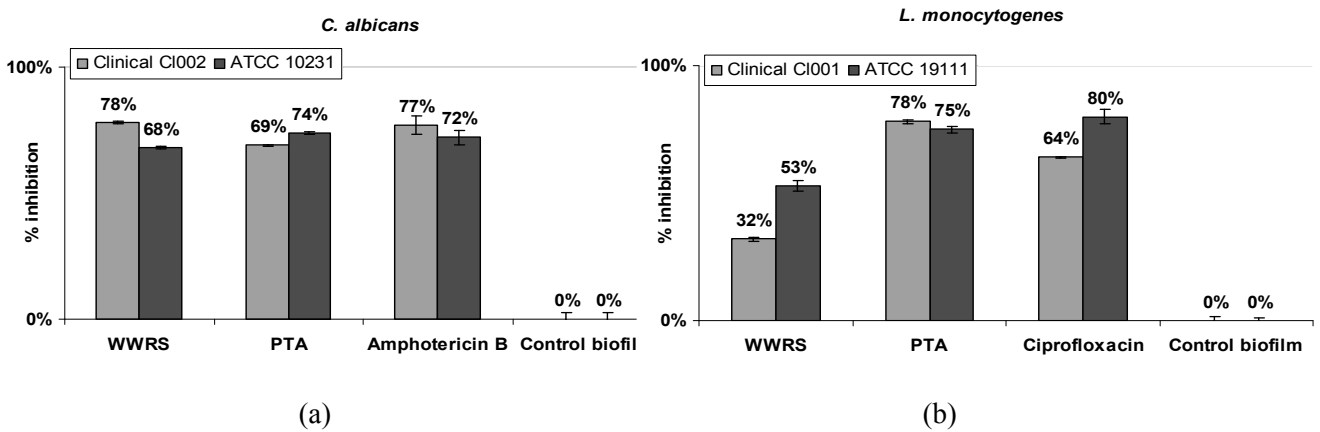 C. albicans
Clinical Cl002 ATCC 10231
100%
78%
68%
69%
74%
77%
72%
0% 0%
% inhibition
0%
WWRS PTA Amphotericin B Control biofil
(a)
L. monocytogenes
Clinical Cl001 ATCC 19111
100%
32%
53%
78%
75%
64%
80%
0% 0%
% inhibition
0%
WWRS PTA Ciprofloxacin Control biofilm
(b)